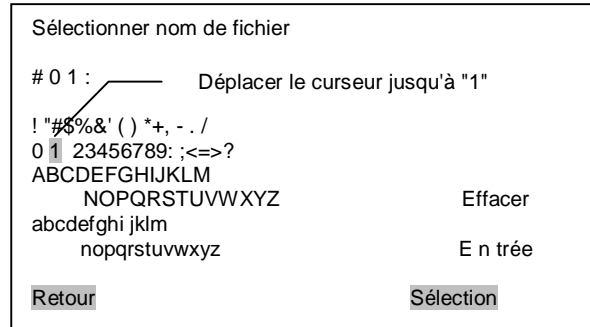 Sélectionner nom de fichier
# 0 1 :
Déplacer le curseur jusqu'à "1"
! "#$%&' ( ) *+, - . /
0 1 23456789: ;<=>?
ABCDEFGHIJKLM
NOPQRSTUVWXYZ Effacer
abcdefghi jklm
nopqrstuvwxyz E n trée
Retour Sélection